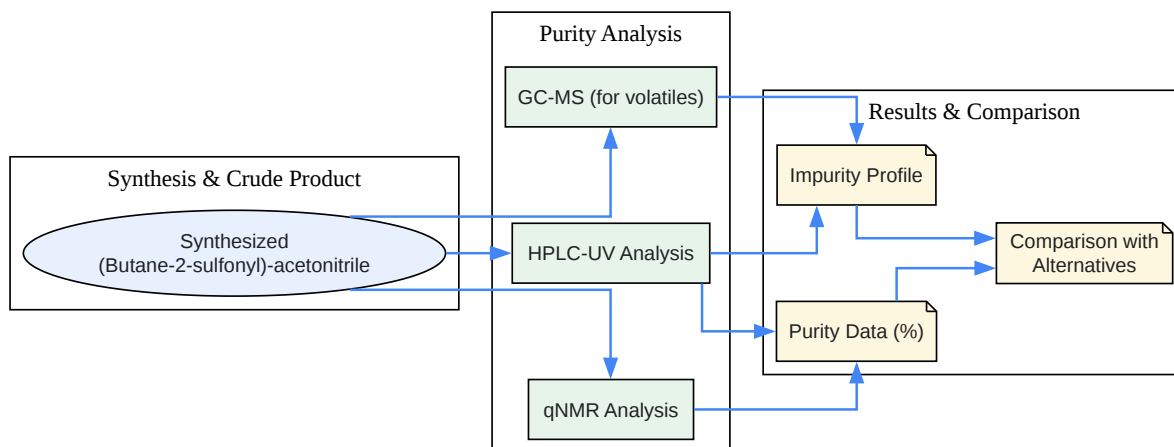 Synthesis & Crude Product
Synthesized
(Butane-2-sulfonyl)-acetonitrile
Purity Analysis
GC-MS (for volatiles)
HPLC-UV Analysis
qNMR Analysis
Results & Comparison
Impurity Profile
Purity Data (%)
Comparison with
Alternatives